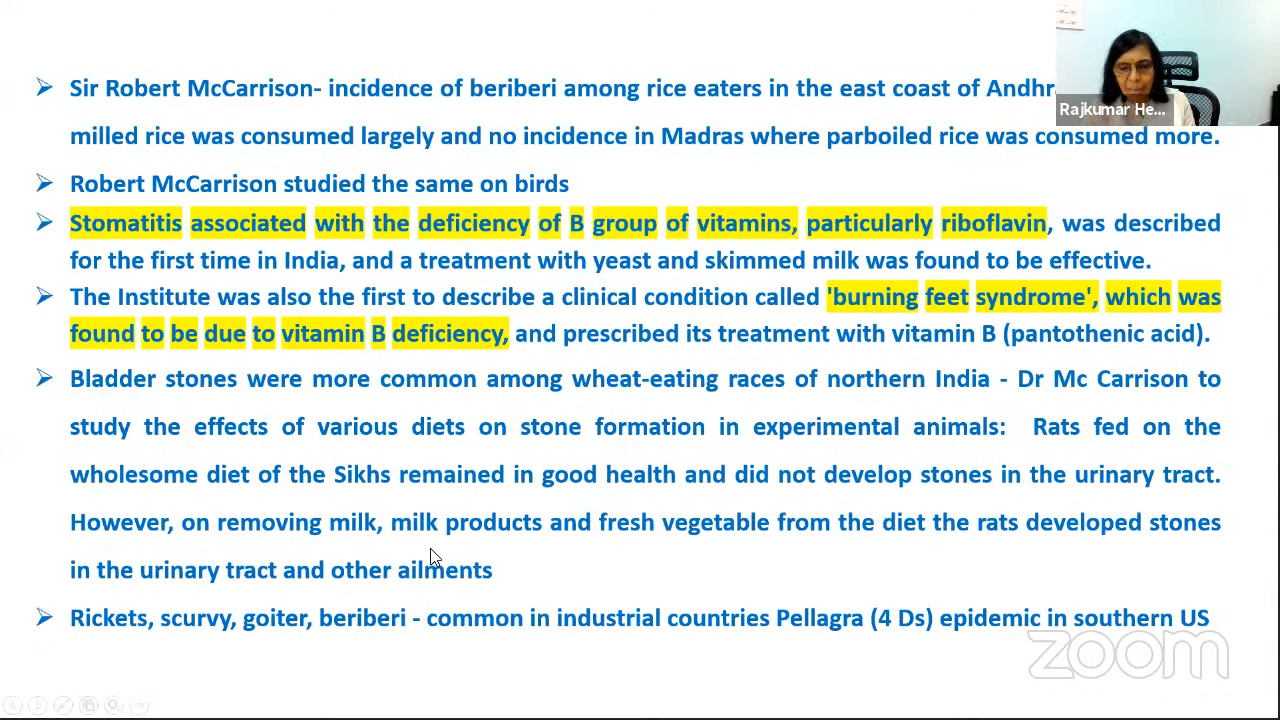 Sir Robert McCarrison- incidence of beriberi among rice eaters in the east coast of
milled rice was consumed largely and no incidence in Madras where parboiled rice was consumed more.
Robert McCarrison studied the same on birds
Stomatitis associated with the deficiency of B group of vitamins, particularly riboflavin, was described
for the first time in India, and a treatment with yeast and skimmed milk was found to be effective.
The Institute was also the first to describe a clinical condition called 'burning feet syndrome', which was
found to be due to vitamin B deficiency, and prescribed its treatment with vitamin B (pantothenic acid).
Bladder stones were more common among wheat-eating races of northern India - Dr Mc Carrison to
study the effects of various diets on stone formation in experimental animals: Rats fed on the
wholesome diet of the Sikhs remained in good health and did not develop stones in the urinary tract.
However, on removing milk, milk products and fresh vegetable from the diet the rats developed stones
in the urinary tract and other ailments
Rickets, scurvy, goiter, beriberi - common in industrial countries Pellagra (4 Ds) epidemic in southern US
Rajkumar He...
zoom